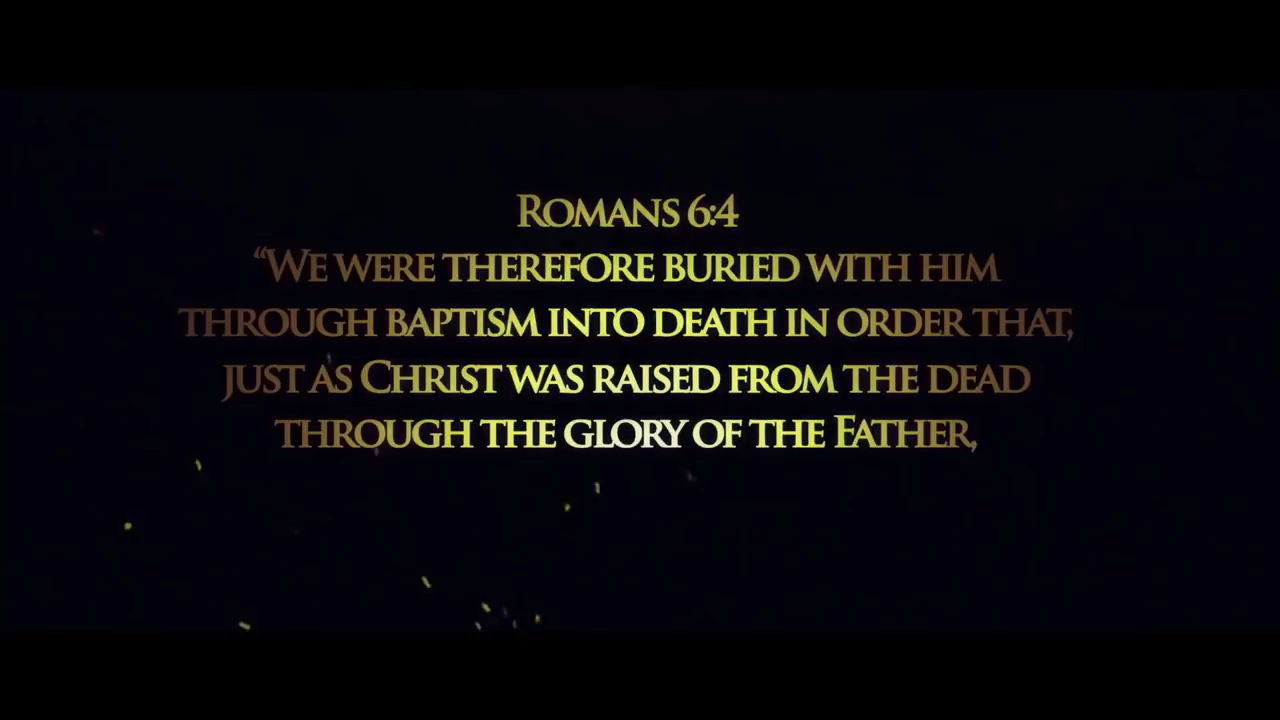 Romans 6:4
“We were therefore buried with him
through baptism into death in order that,
just as Christ was raised from the dead
through the glory of the Father,